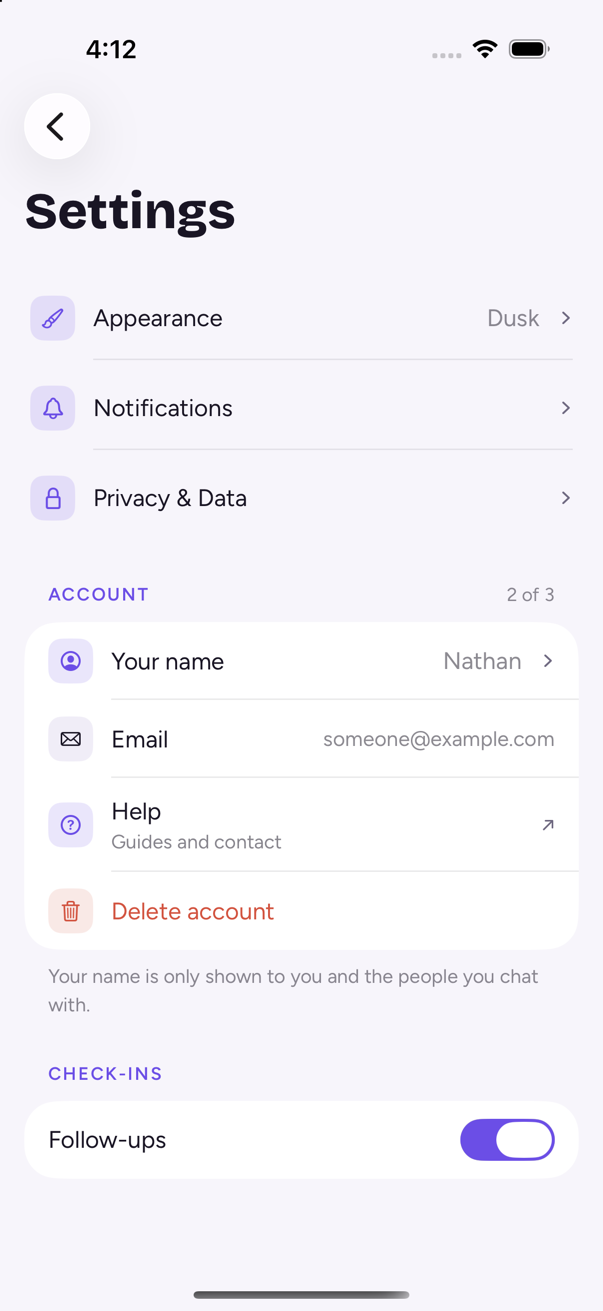 4:12
Settings
Appearance Dusk
Notifications
Privacy & Data
ACCOUNT 2 of 3
Your name Nathan
Email someone@example.com
Help
Guides and contact
Delete account
Your name is only shown to you and the people you chat
with.
CHECK-INS
Follow-ups